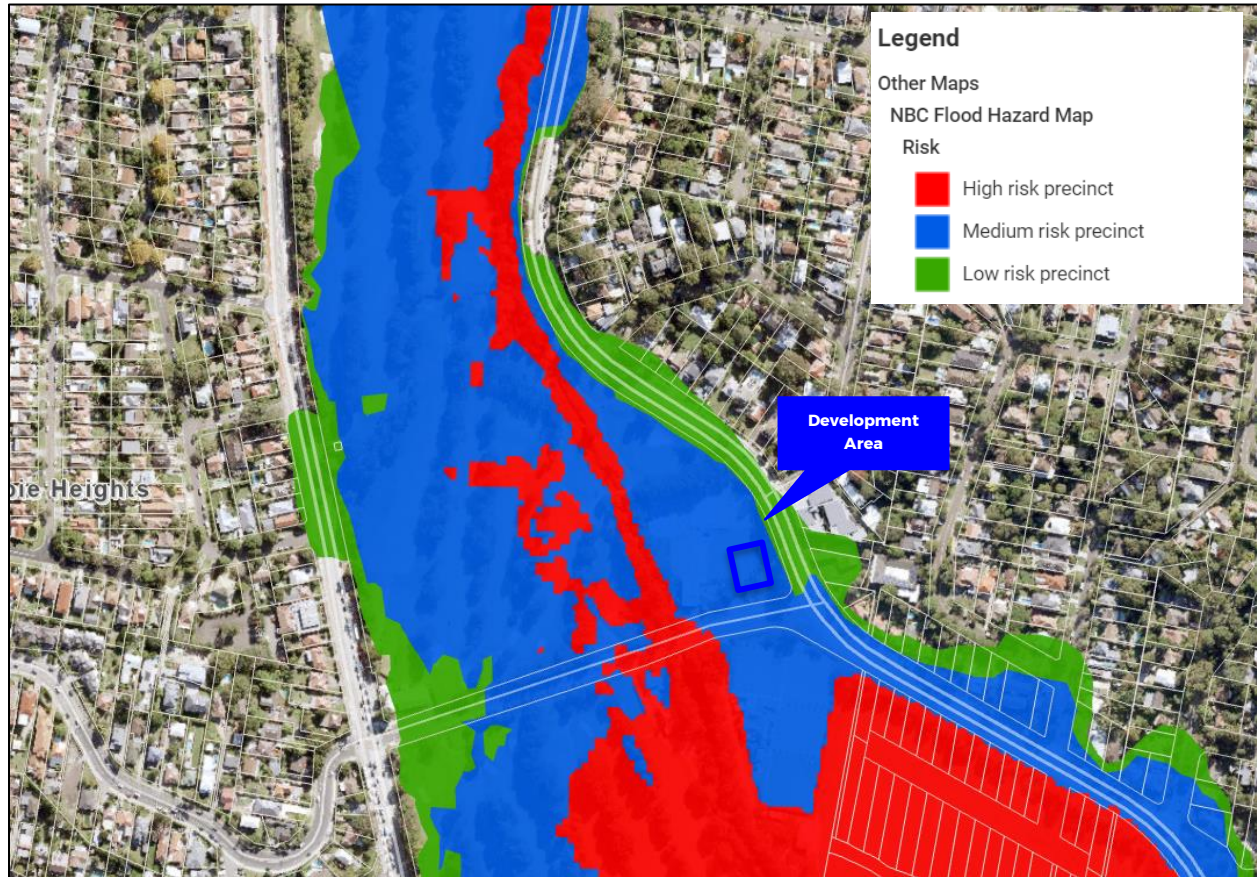 Legend
Other Maps
NBC Flood Hazard Map
Risk
High risk precinct
Medium risk precinct
Low risk precinct
Development
Area
Heights